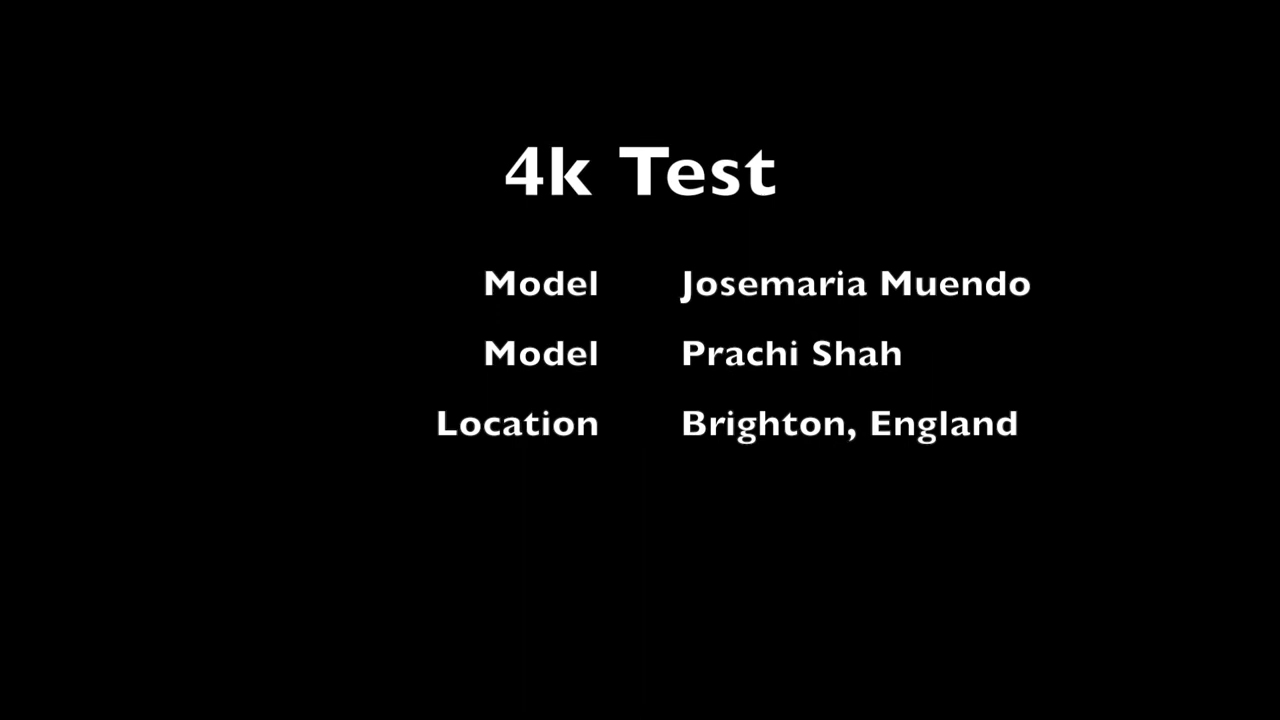 4k Test
Model Josemaria Muendo
Model Prachi Shah
Location Brighton, England